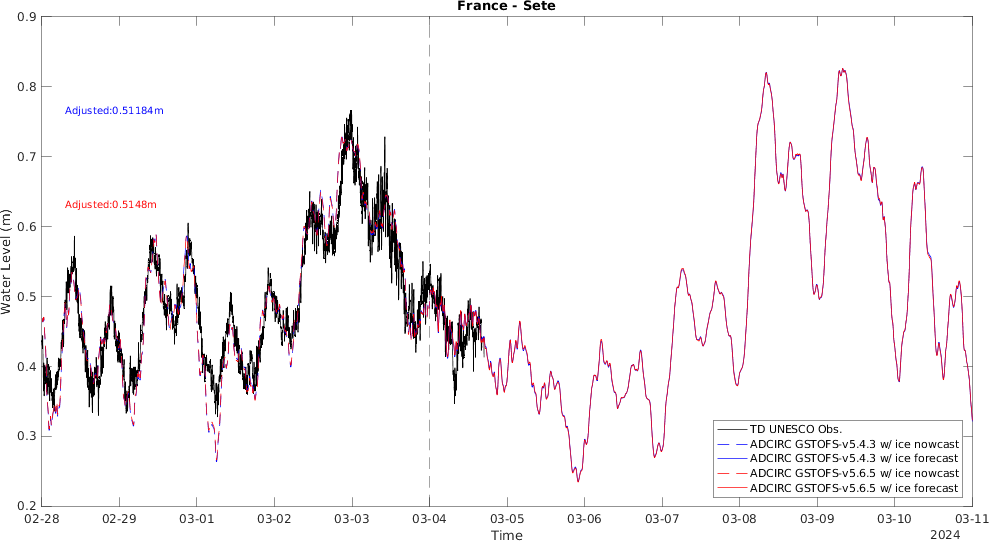 France - Sete
0.9
0.8
0.7
0.6
0.5
0.4
0.3
0.2
Water Level (m)
Adjusted:0.51184m
Adjusted:0.5148m
TD UNESCO Obs.
ADCIRC GSTOFS-v5.4.3 w/ ice nowcast
ADCIRC GSTOFS-v5.4.3 w/ ice forecast
ADCIRC GSTOFS-v5.6.5 w/ ice nowcast
ADCIRC GSTOFS-v5.6.5 w/ ice forecast
02-28 02-29 03-01 03-02 03-03 03-04 03-05 03-06 03-07 03-08 03-09 03-10 03-11
Time
2024